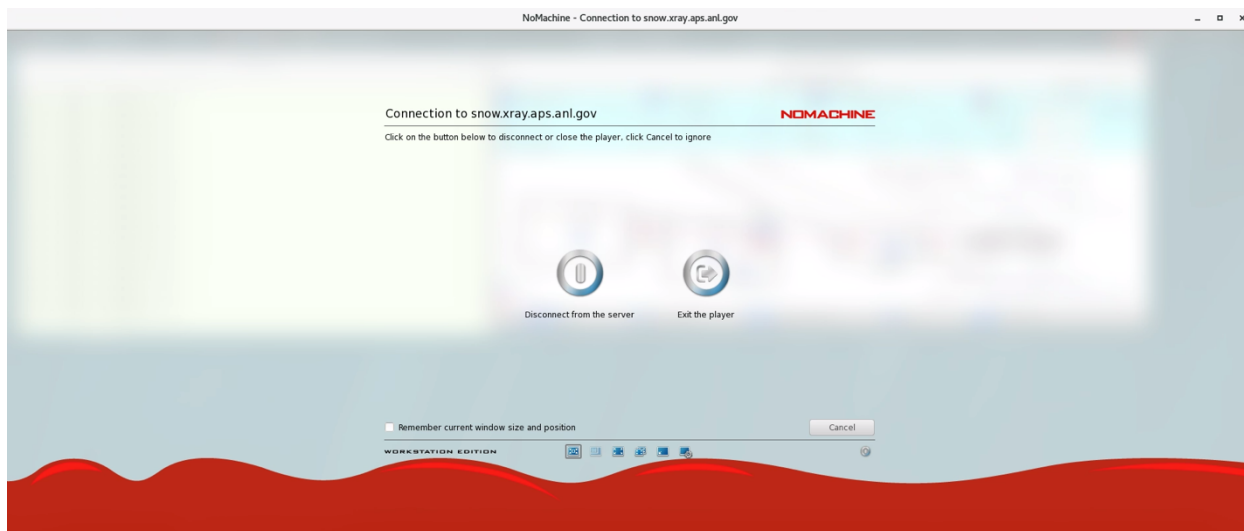 NoMachine - Connection to snow.xray.aps.anl.gov
Connection to snow.xray.aps.anl.gov
NOMACHINE
Click on the button below to disconnect or close the player, click Cancel to ignore
Disconnect from the server
Exit the player
Remember current window size and position
Cancel
WORKSTATION EDITION